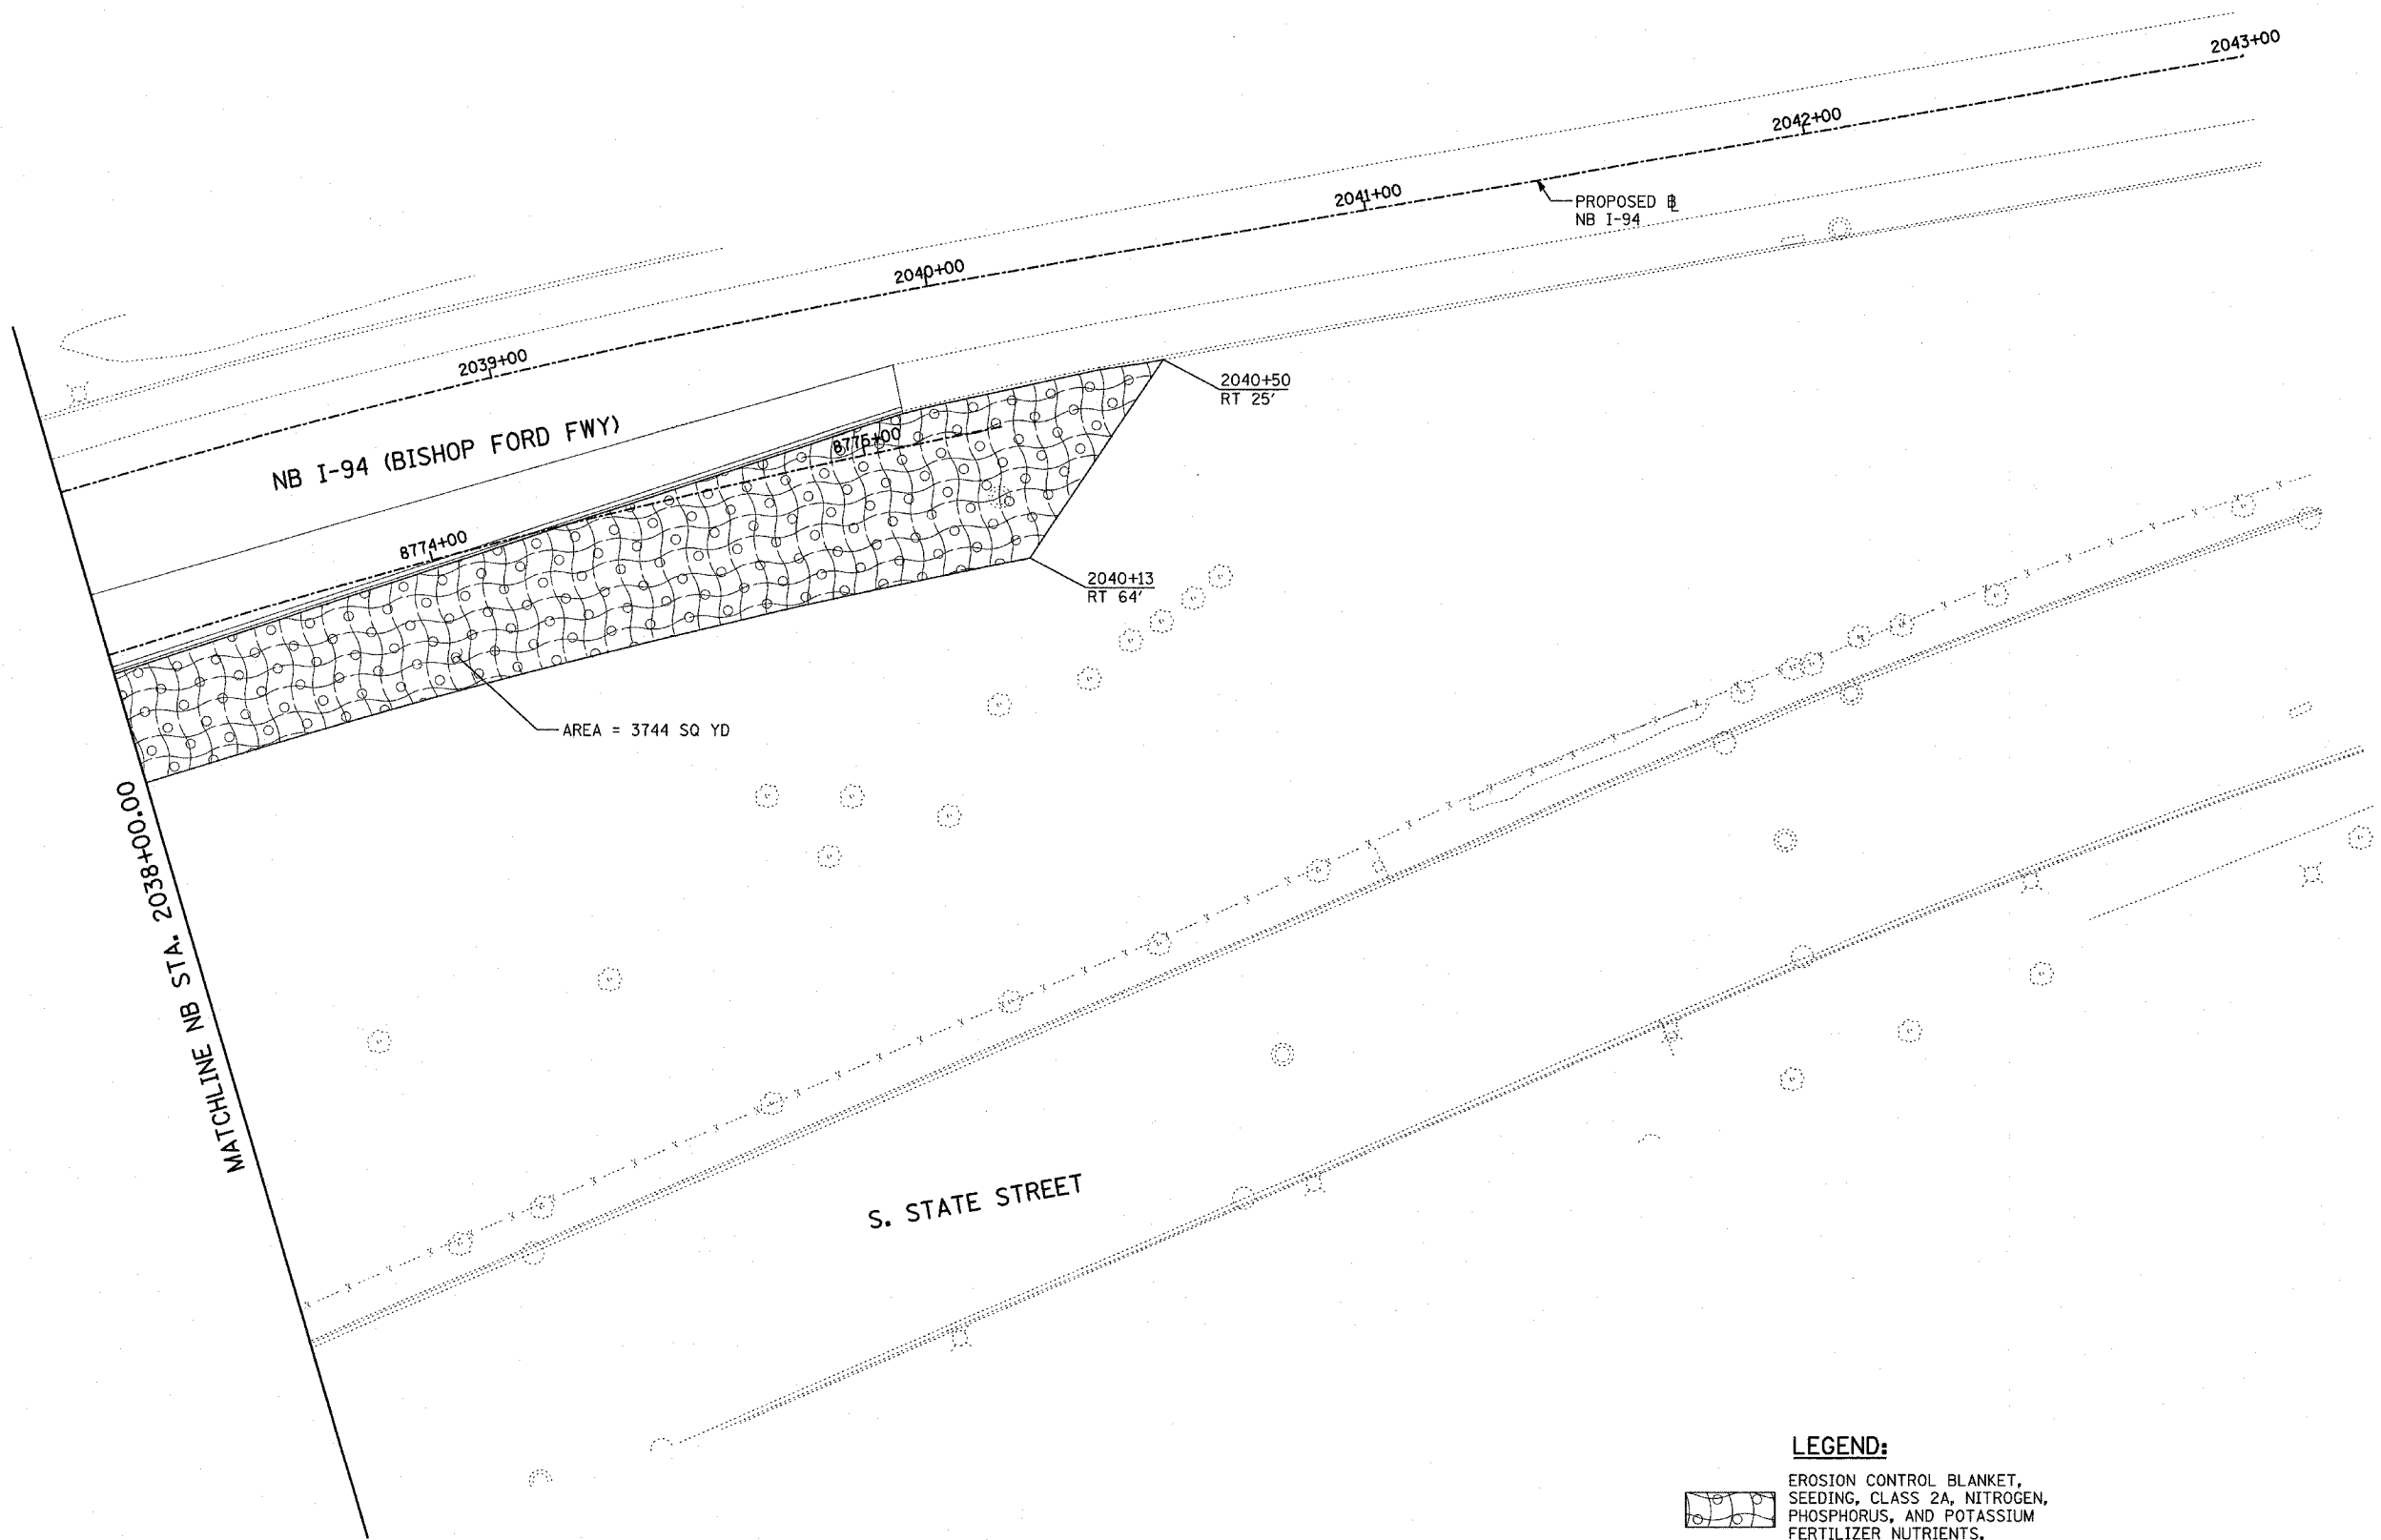 2043+00
2042+00
2041+00
PROPOSED ℄
NB I-94
2040+00
2039+00
2040+50
RT 25'
NB I-94 (BISHOP FORD FWY)
8775+00
8774+00
2040+13
RT 64'
AREA = 3744 SQ YD
MATCHLINE NB STA. 2038+00.00
S. STATE STREET
LEGEND:
EROSION CONTROL BLANKET,
SEEDING, CLASS 2A, NITROGEN,
PHOSPHORUS, AND POTASSIUM
FERTILIZER NUTRIENTS.